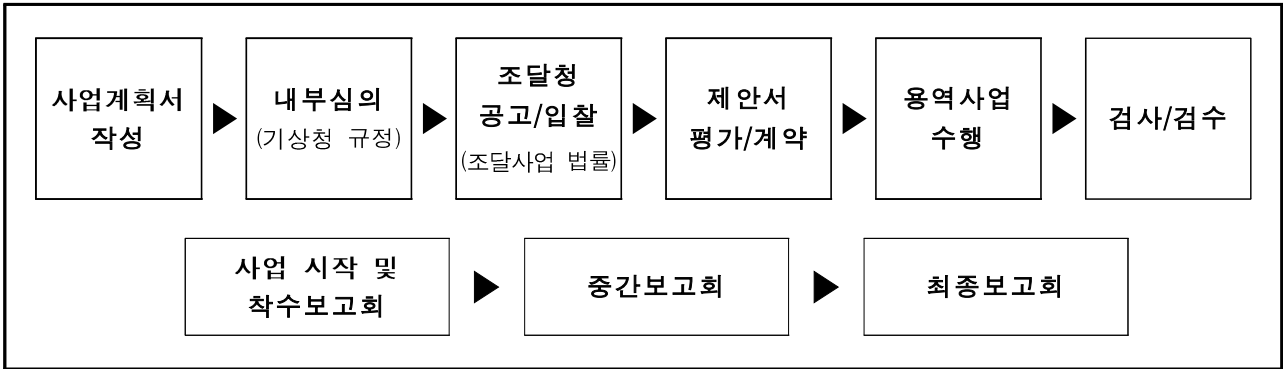 사업계획서
작성
내부심의
(기상청 규정)
조달청
공고/입찰
(조달사업 법률)
제안서
평가/계약
용역사업
수행
검사/검수
사업 시작 및
착수보고회
중간보고회
최종보고회